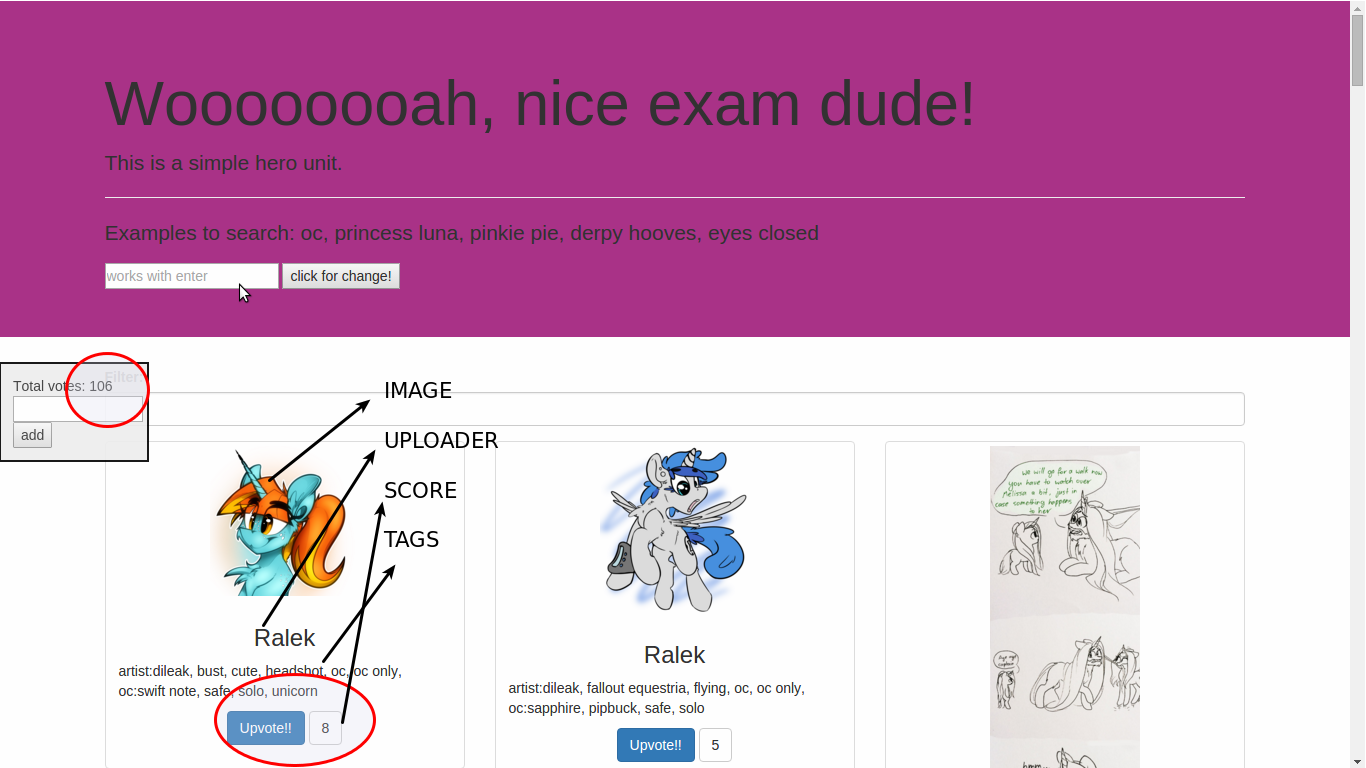 Wooooooooah, nice exam dude!
This is a simple hero unit.
Examples to search: oc, princess luna, pinkie pie, derpy hooves, eyes closed
works with enter
click for change!
Filter:
Total votes: 106
add
IMAGE
UPLOADER
SCORE
TAGS
Ralek
artist:dileak, bust, cute, headshot, oc, oc only,
oc:swift note, safe, solo, unicorn
Upvote!! 8
Ralek
artist:dileak, fallout equestria, flying, oc, oc only,
oc:sapphire, pipbuck, safe, solo
Upvote!! 5
We will go for a walk now
you have to watch over
Melissa a bit, just in
case something happens
to her